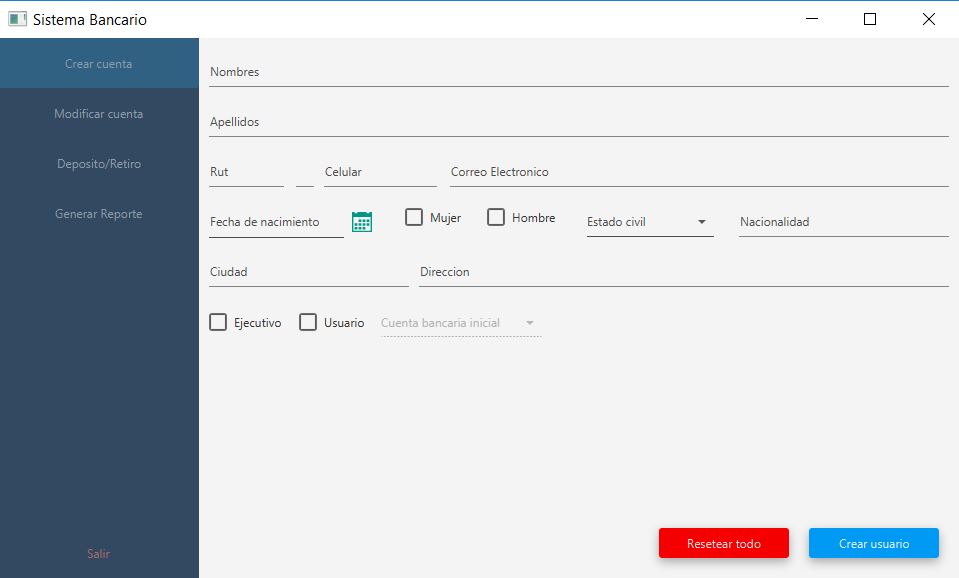 Sistema Bancario
Crear cuenta
Modificar cuenta
Deposito/Retiro
Generar Reporte
Salir
Nombres
Apellidos
Rut Celular Correo Electronico
Fecha de nacimiento Mujer Hombre Estado civil Nacionalidad
Ciudad Direccion
Ejecutivo Usuario Cuenta bancaria inicial
Resetear todo Crear usuario